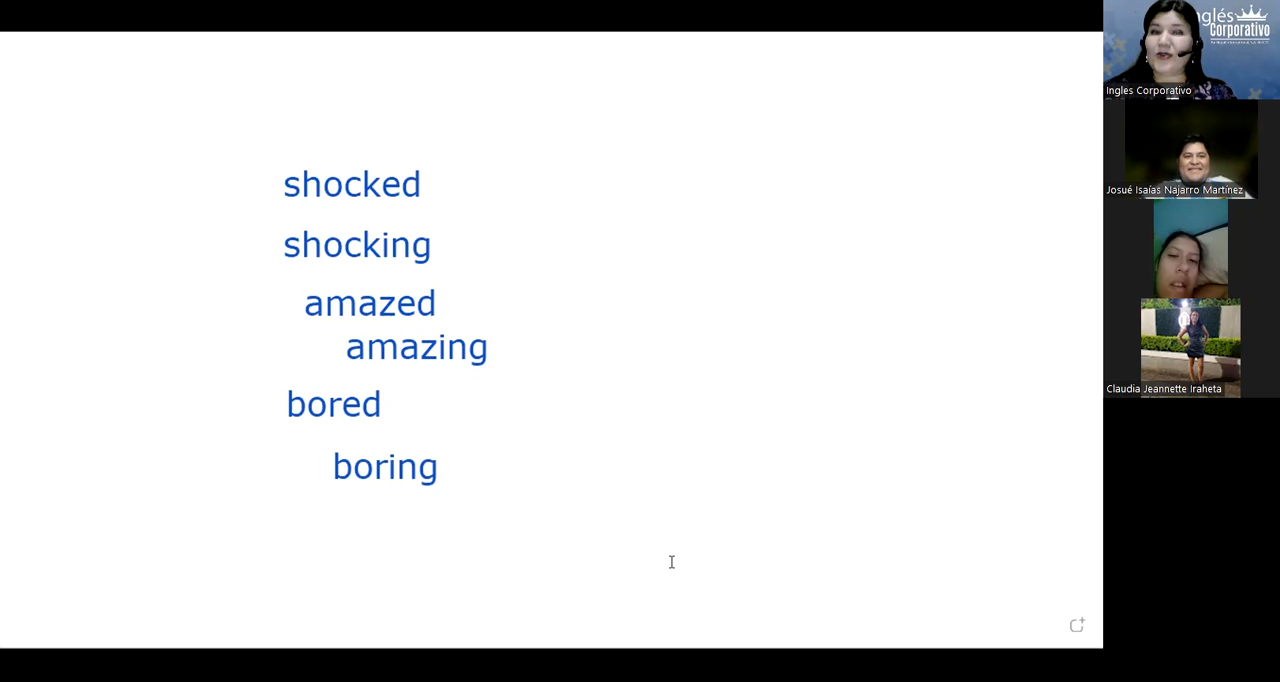 shocked
shocking
amazed
amazing
bored
boring
Inglés
Corporativo
Ingles Corporativo
Josué Isaías Najarro Martínez
Claudia Jeannette Iraheta